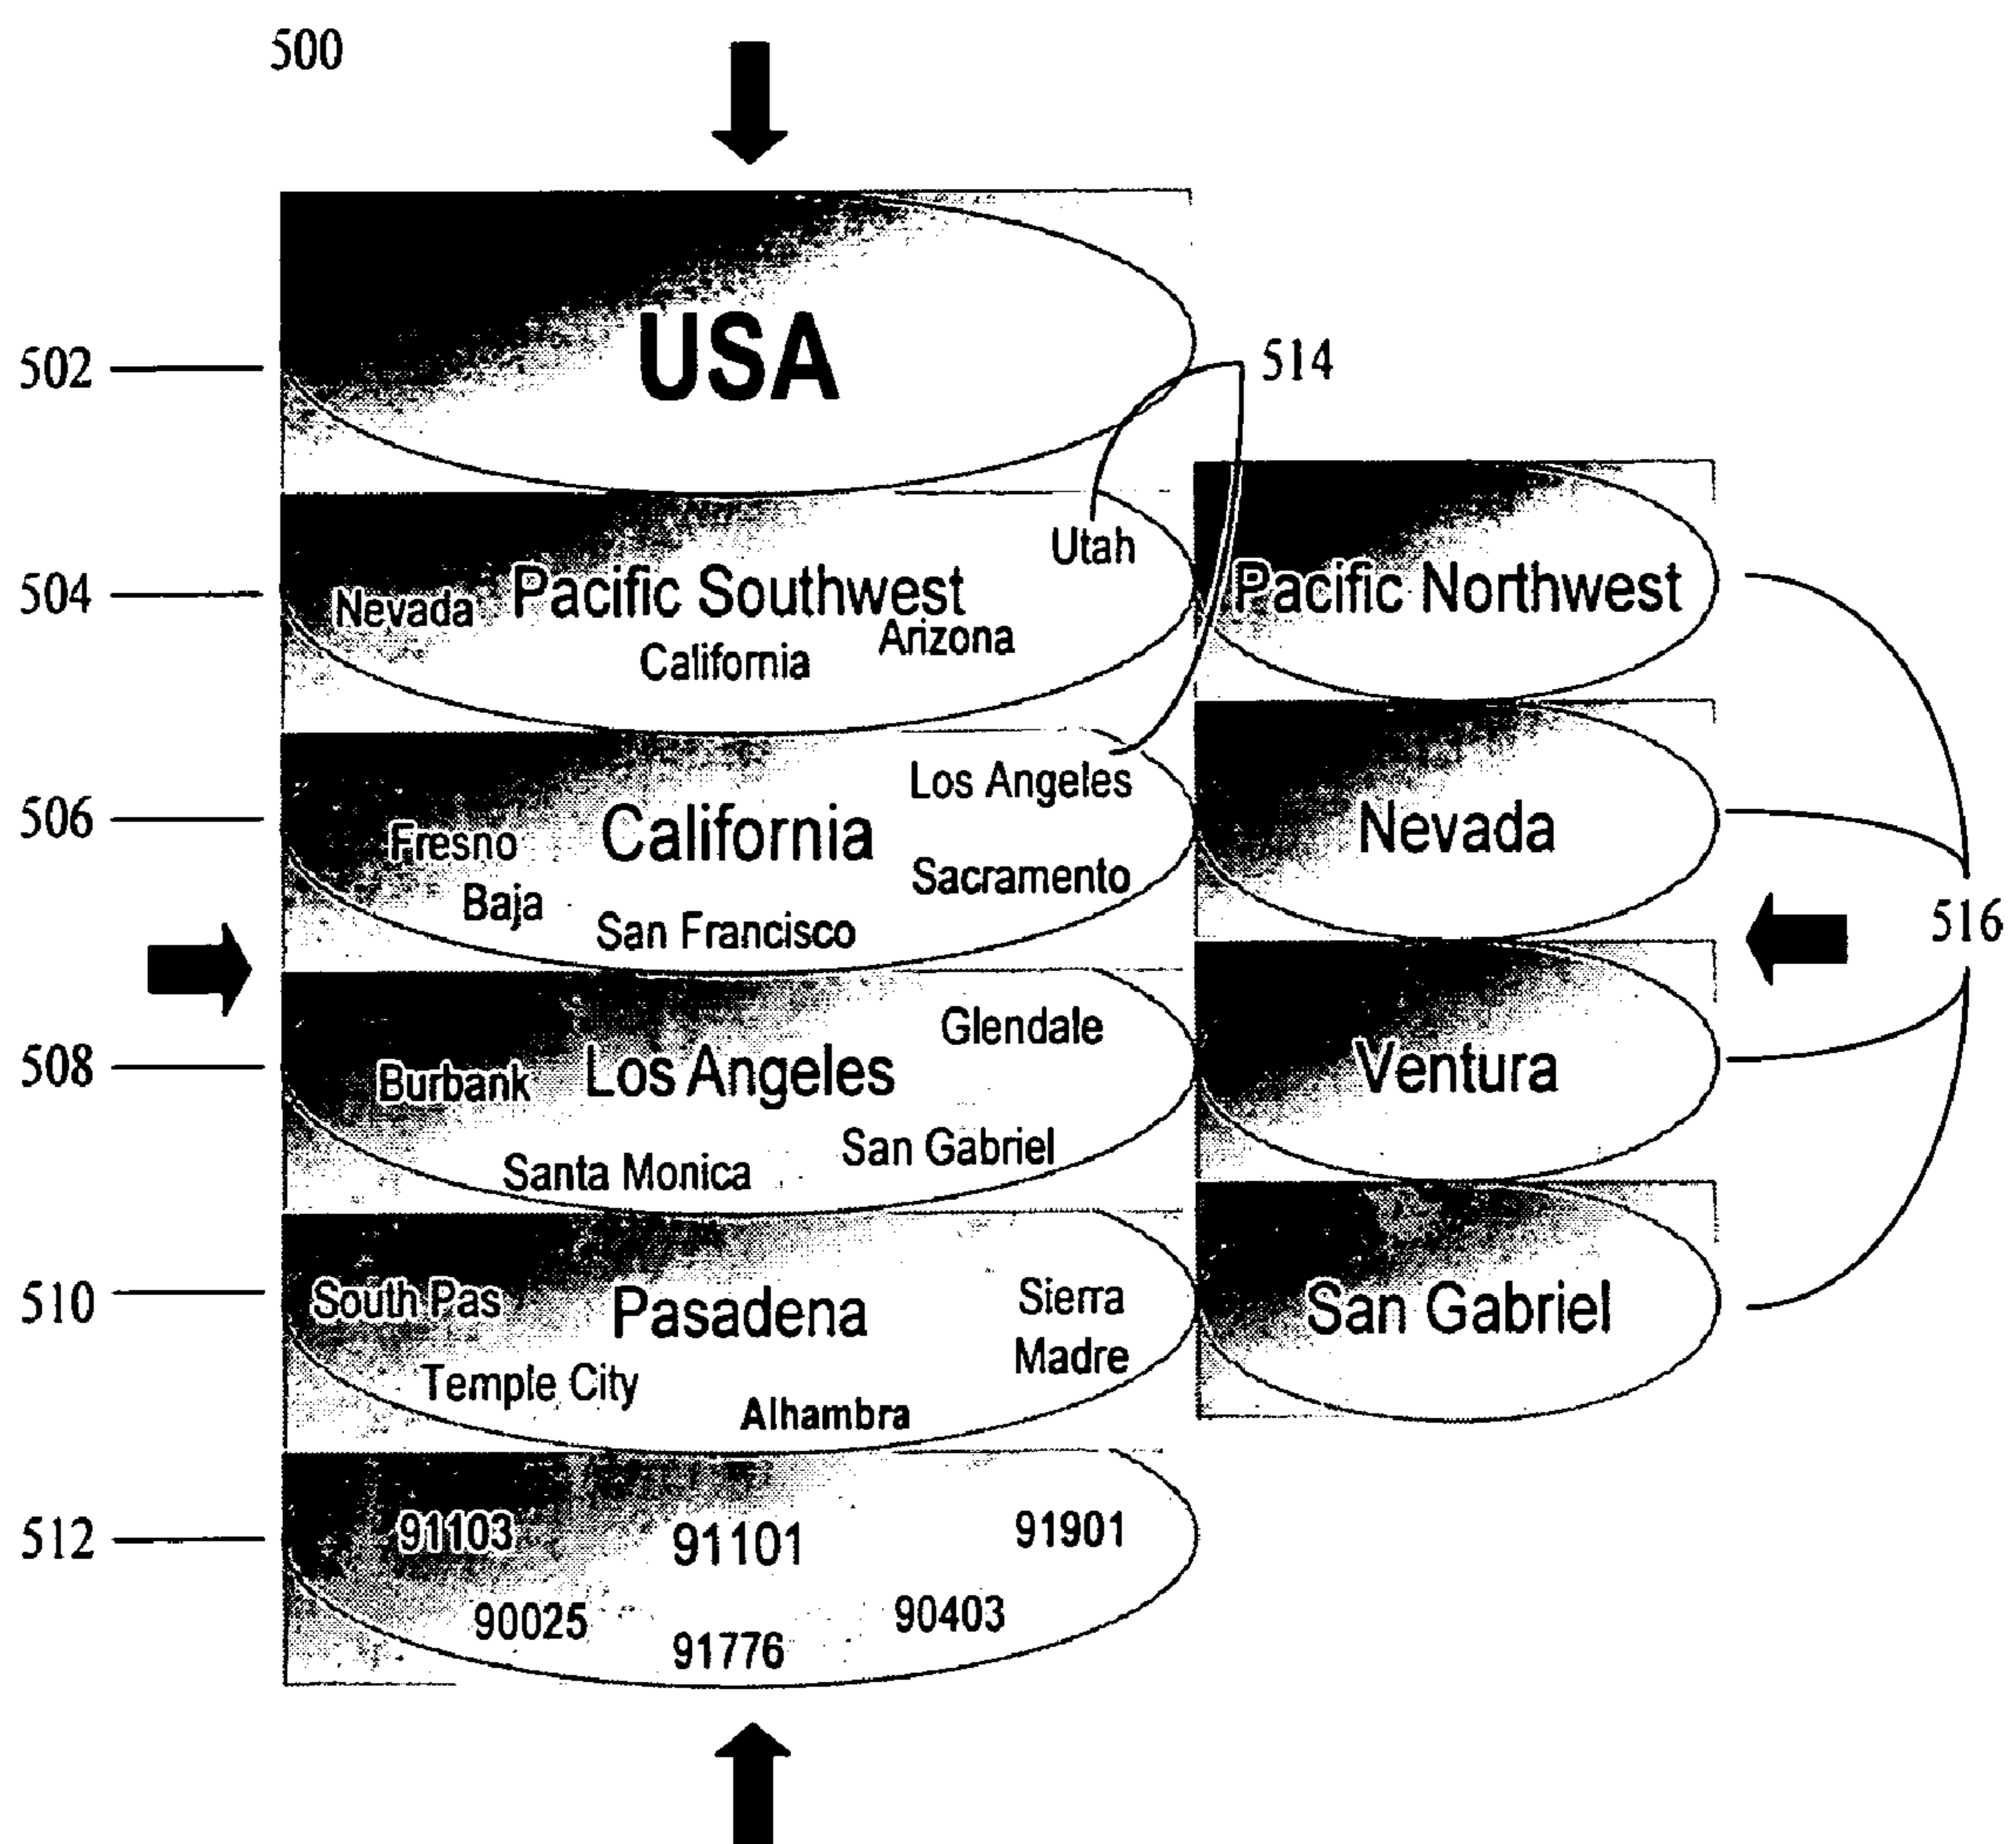 500
502
USA
514
504
Utah
Pacific Southwest
Nevada
Arizona
California
Pacific Northwest
506
Los Angeles
California
Fresno
Sacramento
Baja
San Francisco
Nevada
516
508
Glendale
Los Angeles
Burbank
San Gabriel
Santa Monica
Ventura
510
South Pas
Pasadena
Sierra
Madre
Temple City
Alhambra
San Gabriel
512
91103
91101
91901
90025
90403
91776